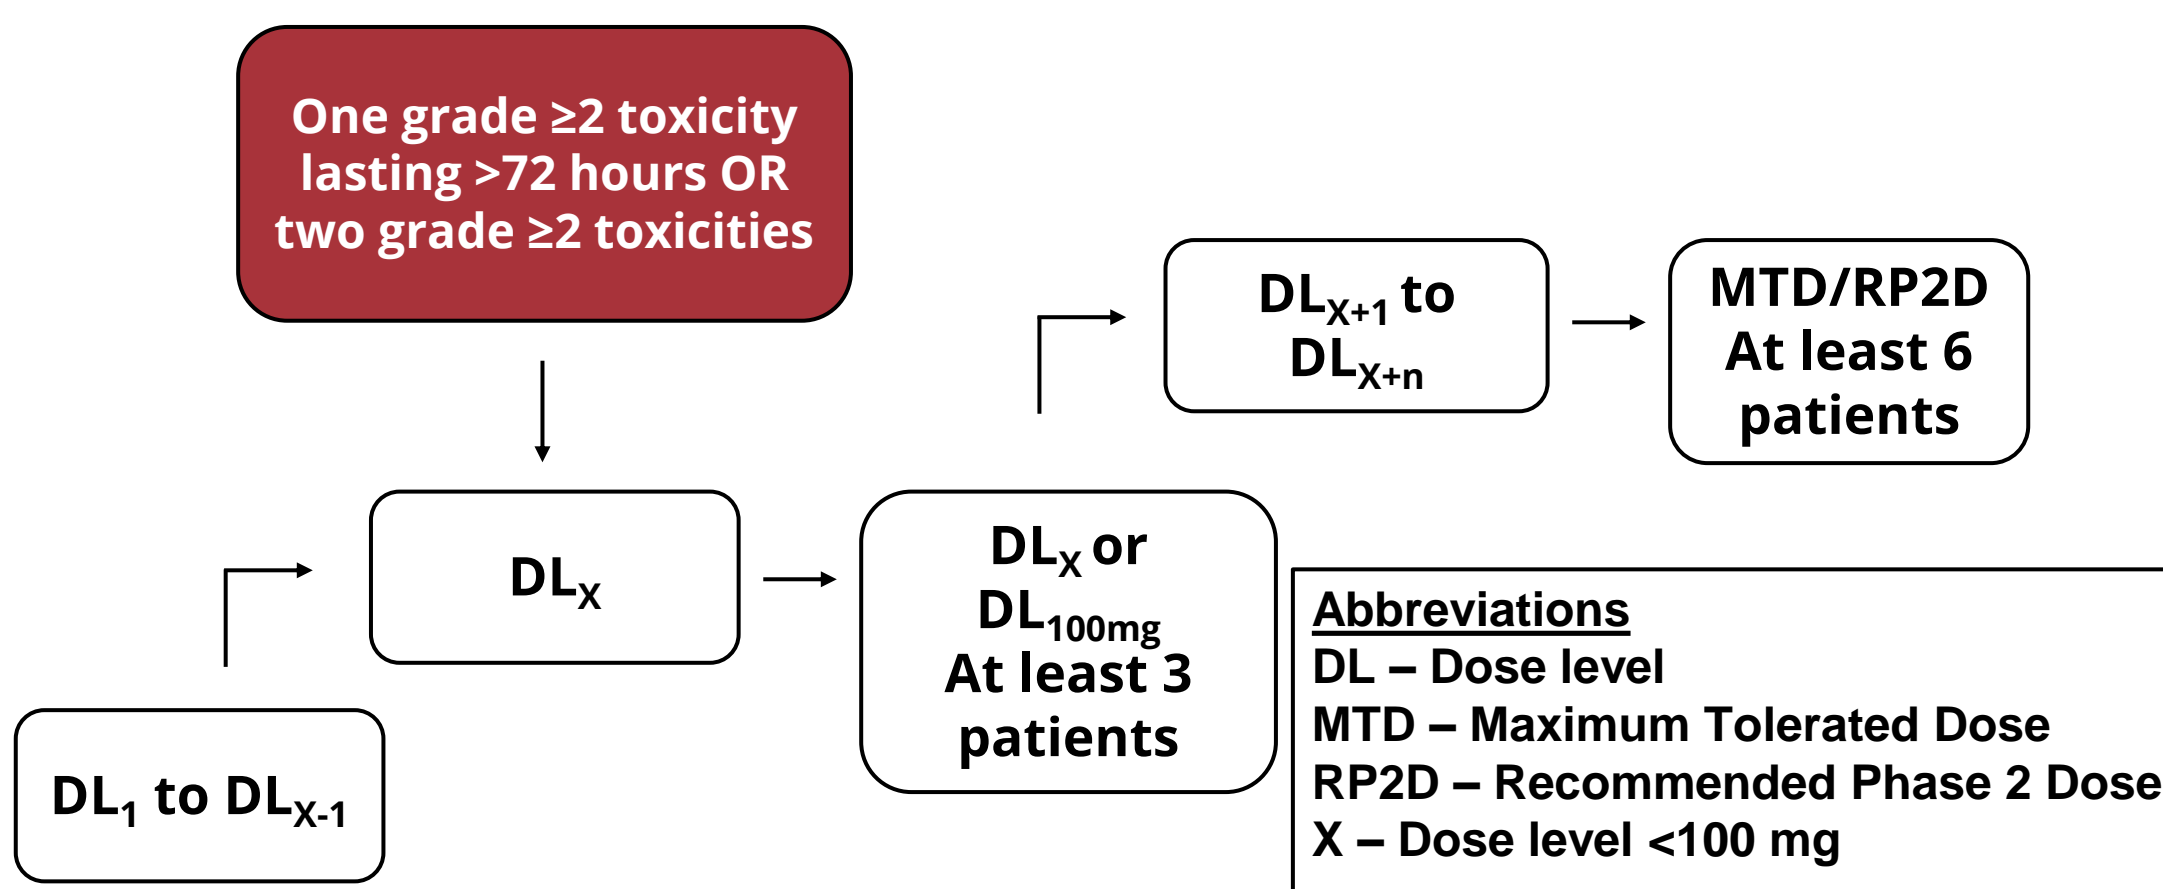 One grade ≥2 toxicity
lasting >72 hours OR
two grade ≥2 toxicities
DL₁ to DLX-1
DLX
DLX or
DL100mg
At least 3
patients
DLX+1 to
DLX+n
MTD/RP2D
At least 6
patients
Abbreviations
DL – Dose level
MTD – Maximum Tolerated Dose
RP2D – Recommended Phase 2 Dose
X – Dose level <100 mg